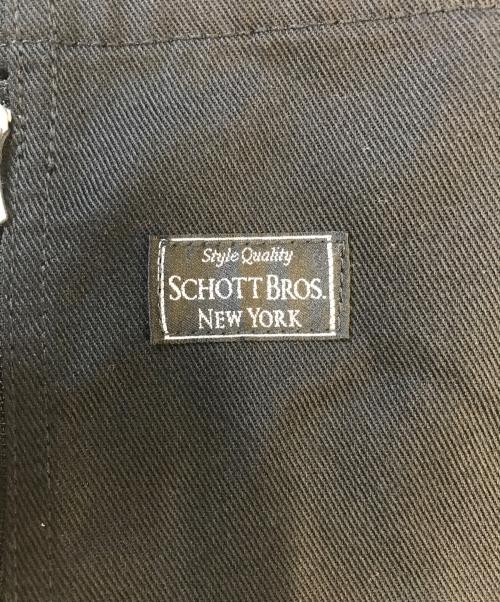 Style Quality
SCHOTT BROS.
NEW YORK